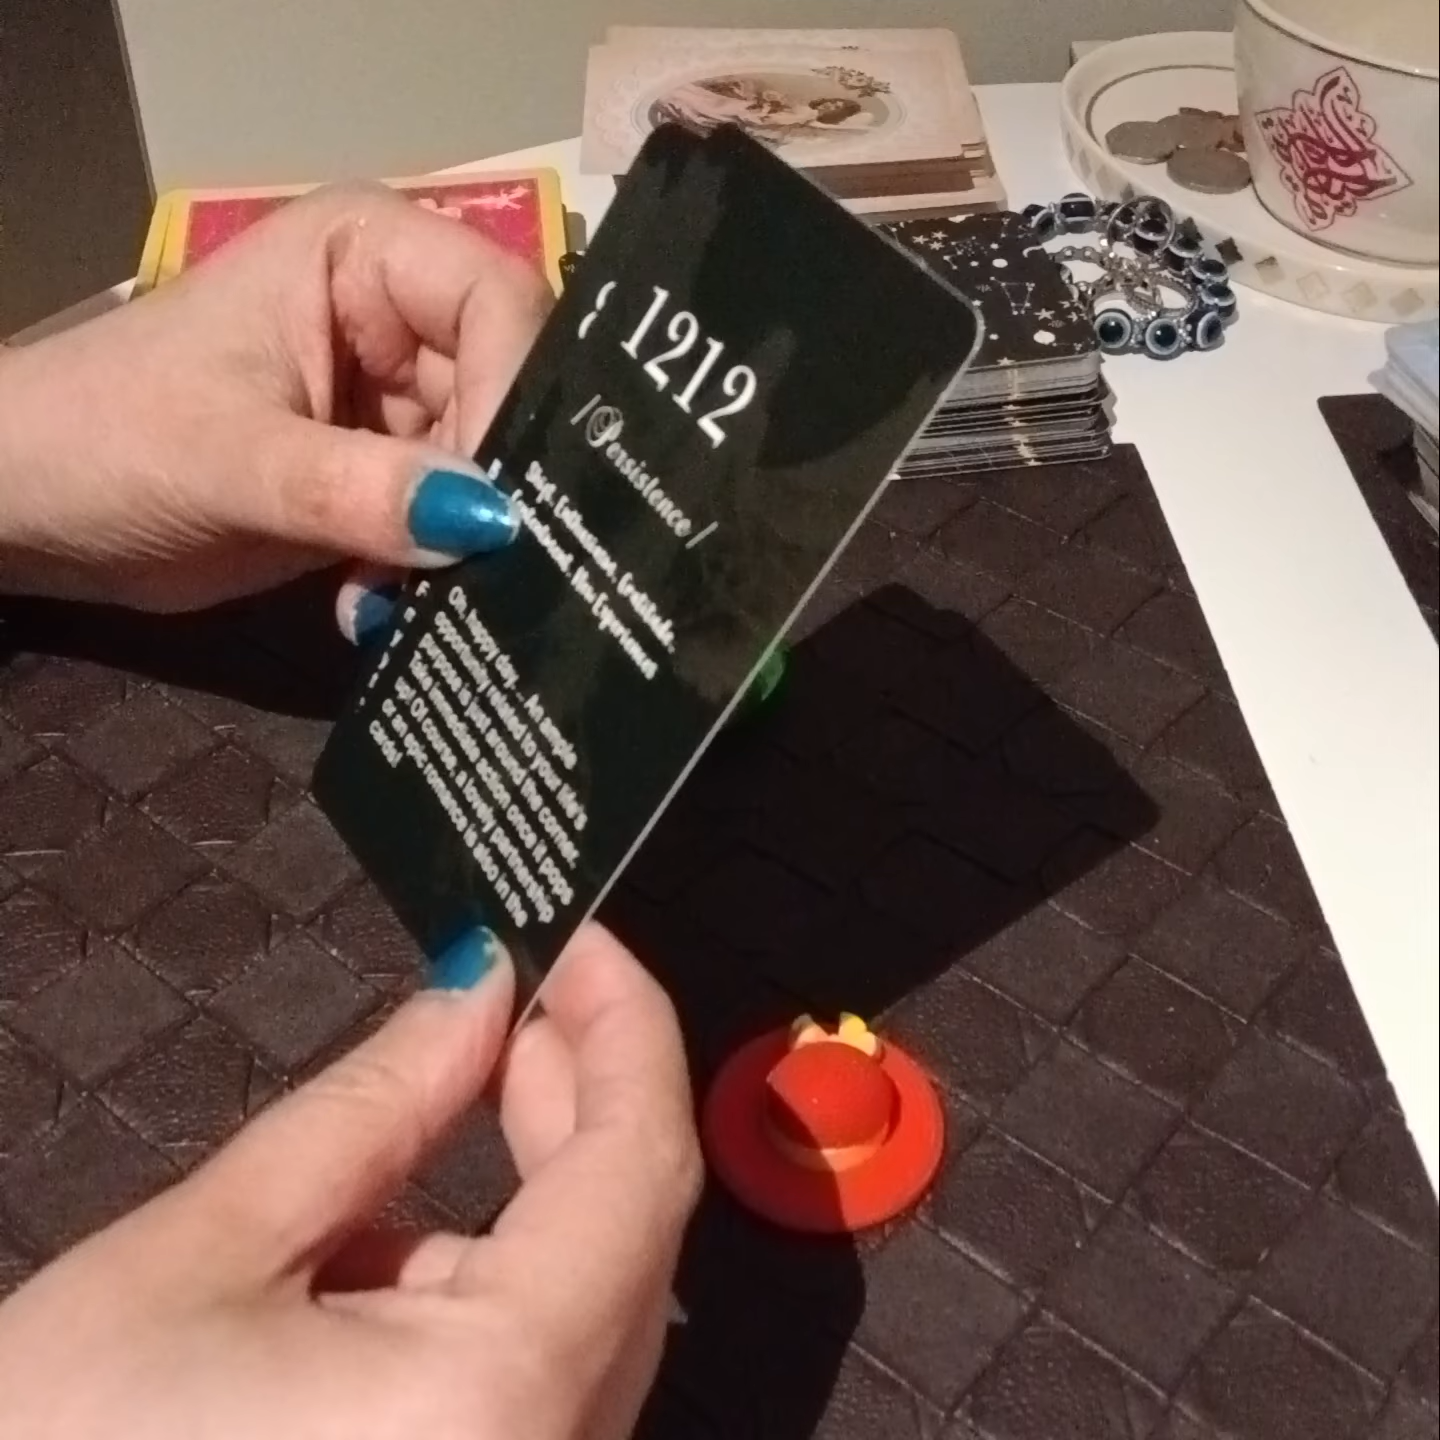 1212
/ Persistence /
Shyt, Enthusiasm, Gratitude,
Embodiment, New Experiences
Oh, happy day... An ample
opportunity related to your life's
purpose is just around the corner.
Take immediate action once it pops
up! Of course, a lovely partnership
or an epic romance is also in the
cards!